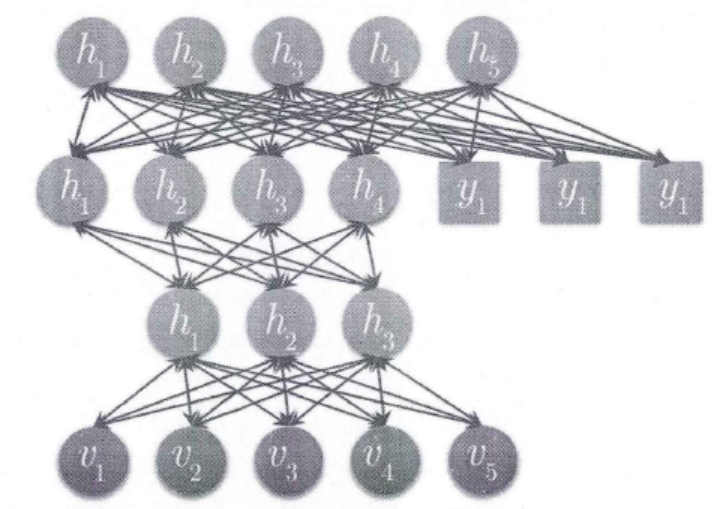 h₁ h₂ h₃ h₄ h₅
h₁ h₂ h₃ h₄ y₁ y₁ y₁
h₁ h₂ h₃
v₁ v₂ v₃ v₄ v₅